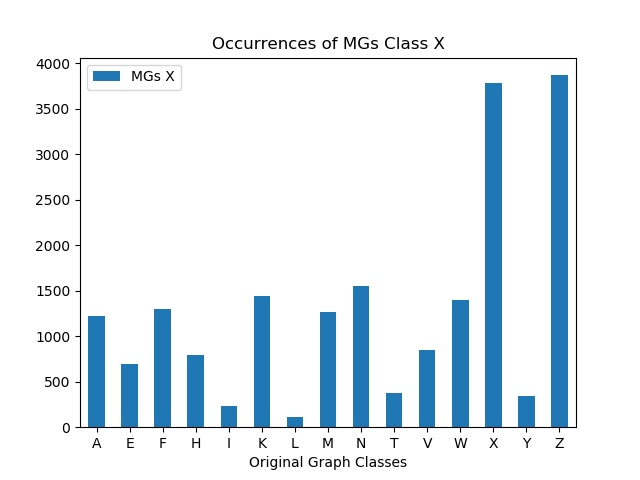 Occurrences of MGs Class X
MGs X
4000
3500
3000
2500
2000
1500
1000
500
0
A E F H I K L M N T V W X Y Z
Original Graph Classes